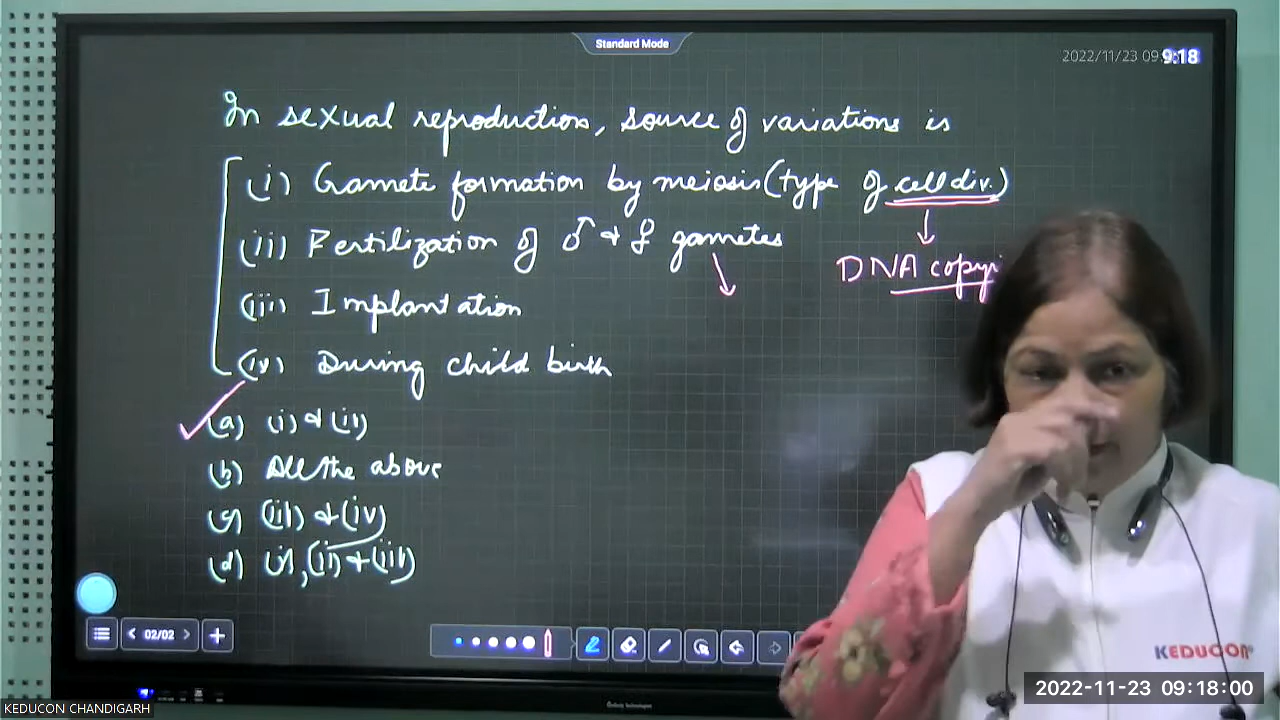 Standard Mode
2022/11/23 09. 9:18
In sexual reproduction, source of variations is
(i) Gamete formation by meiosis (type of cell div.)
DNA copyi
(ii) Fertilization of ♂ & ♀ gametes
(iii) Implantation
(iv) During child birth
(a) (i) & (ii)
(b) All the above
(c) (iii) & (iv)
(d) (i), (ii) & (iii)
02/02
KEDUCON
2022-11-23 09:18:00
KEDUCON CHANDIGARH